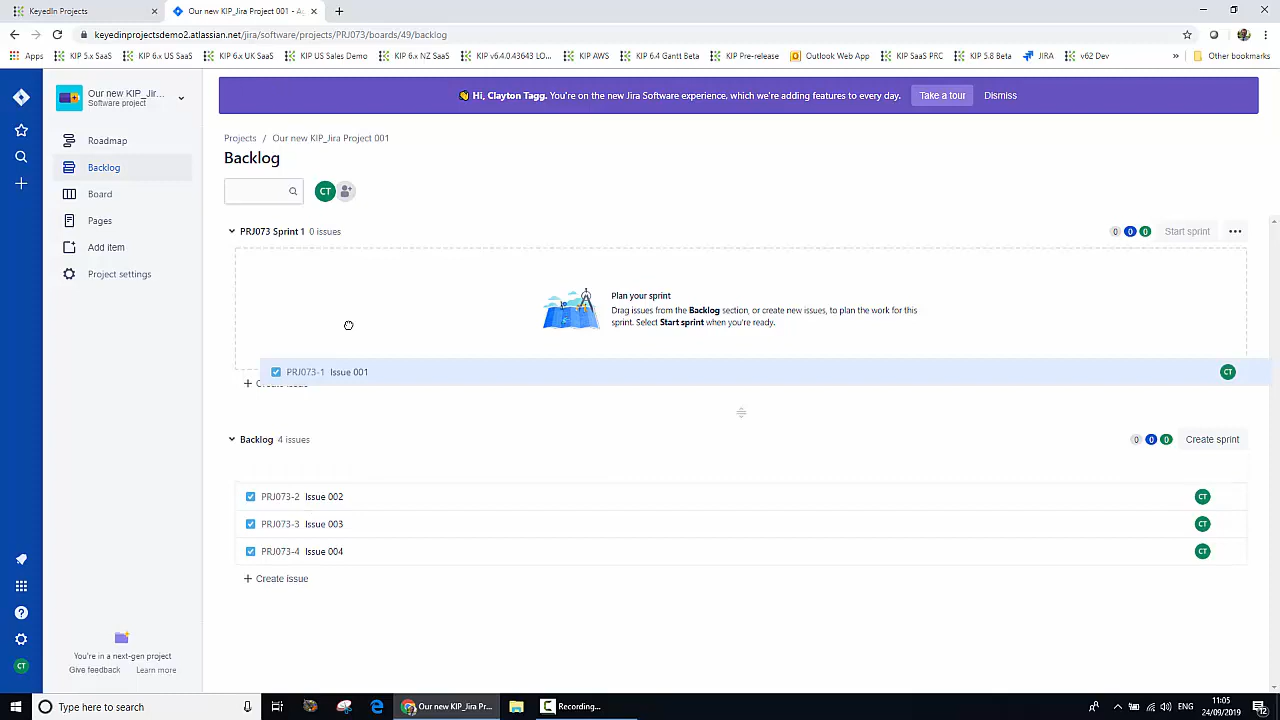 KeyedIn Projects
Our new KIP_Jira Project 001 - Ag
keyedinprojectsdemo2.atlassian.net/jira/software/projects/PRJ073/boards/49/backlog
Apps
KIP 5.x SaaS
KIP 6.x US SaaS
KIP 6.x UK SaaS
KIP US Sales Demo
KIP 6.x NZ SaaS
KIP v6.4.0.43643 LO...
KIP AWS
KIP 6.4 Gantt Beta
KIP Pre-release
Outlook Web App
KIP SaaS PRC
KIP 5.8 Beta
JIRA
v62 Dev
»
Other bookmarks
Our new KIP_Jira...
Software project
Hi, Clayton Tagg. You're on the new Jira Software experience, which we're adding features to every day.
Take a tour
Dismiss
Roadmap
Backlog
Board
Pages
Add item
Project settings
Projects / Our new KIP_Jira Project 001
Backlog
CT
PRJ073 Sprint 1 0 issues
0 0 0 Start sprint
Plan your sprint
Drag issues from the Backlog section, or create new issues, to plan the work for this
sprint. Select Start sprint when you're ready.
PRJ073-1 Issue 001 CT
+ Create issue
Backlog 4 issues
0 0 0 Create sprint
PRJ073-2 Issue 002 CT
PRJ073-3 Issue 003 CT
PRJ073-4 Issue 004 CT
+ Create issue
You're in a next-gen project
Give feedback Learn more
CT
Type here to search
Our new KIP_Jira Pr...
Recording...
ENG
11:05
24/09/2019
12